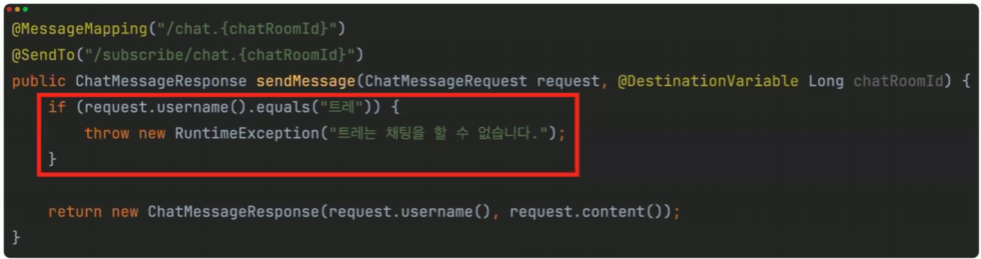 @MessageMapping("/chat.{chatRoomId}")
@SendTo("/subscribe/chat.{chatRoomId}")
public ChatMessageResponse sendMessage(ChatMessageRequest request, @DestinationVariable Long chatRoomId) {
    if (request.username().equals("트레")) {
        throw new RuntimeException("트레는 채팅을 할 수 없습니다.");
    }
    return new ChatMessageResponse(request.username(), request.content());
}